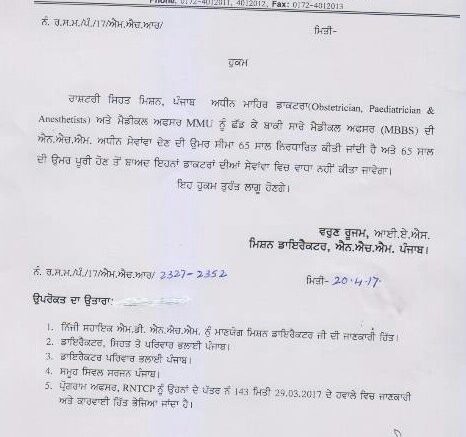 Phone: 0172-4012011, 4012012, Fax: 0172-4012013
ਨੰ. ਰ.ਸ.ਮ./ਪੰ./17/ਐਮ.ਐਚ.ਆਰ/ ਮਿਤੀ-
ਹੁਕਮ
ਰਾਸ਼ਟਰੀ ਸਿਹਤ ਮਿਸ਼ਨ, ਪੰਜਾਬ ਅਧੀਨ ਮਾਹਿਰ ਡਾਕਟਰਾਂ(Obstetrician, Paediatrician &
Anesthetists) ਅਤੇ ਮੈਡੀਕਲ ਅਫਸਰ MMU ਨੂੰ ਛੱਡ ਕੇ ਬਾਕੀ ਸਾਰੇ ਮੈਡੀਕਲ ਅਫਸਰ (MBBS) ਦੀ
ਐਨ.ਐਚ.ਐਮ. ਅਧੀਨ ਸੇਵਾਂਵਾ ਦੇਣ ਦੀ ਉਮਰ ਸੀਮਾ 65 ਸਾਲ ਨਿਰਧਾਰਿਤ ਕੀਤੀ ਜਾਂਦੀ ਹੈ ਅਤੇ 65 ਸਾਲ
ਦੀ ਉਮਰ ਪੂਰੀ ਹੋਣ ਤੋਂ ਬਾਅਦ ਇਹਨਾਂ ਡਾਕਟਰਾਂ ਦੀਆਂ ਸੇਵਾਂਵਾ ਵਿਚ ਵਾਧਾ ਨਹੀਂ ਕੀਤਾ ਜਾਵੇਗਾ।
ਇਹ ਹੁਕਮ ਤੁਰੰਤ ਲਾਗੂ ਹੋਣਗੇ।
ਵਰੁਣ ਰੂਜਮ, ਆਈ.ਏ.ਐਸ.
ਮਿਸ਼ਨ ਡਾਇਰੈਕਟਰ, ਐਨ.ਐਚ.ਐਮ. ਪੰਜਾਬ।
ਨੰ. ਰ.ਸ.ਮ./ਪੰ./17/ਐਮ.ਐਚ.ਆਰ/ 2327-2352 ਮਿਤੀ- 20.4.17.
ਉਪਰੋਕਤ ਦਾ ਉਤਾਰਾ:
1. ਨਿੱਜੀ ਸਹਾਇਕ ਐਮ.ਡੀ. ਐਨ.ਐਚ.ਐਮ. ਨੂੰ ਮਾਣਯੋਗ ਮਿਸ਼ਨ ਡਾਇਰੈਕਟਰ ਜੀ ਦੀ ਜਾਣਕਾਰੀ ਹਿੱਤ।
2. ਡਾਇਰੈਕਟਰ, ਸਿਹਤ ਤੇ ਪਰਿਵਾਰ ਭਲਾਈ ਪੰਜਾਬ।
3. ਡਾਇਰੈਕਟਰ ਪਰਿਵਾਰ ਭਲਾਈ ਪੰਜਾਬ।
4. ਸਮੂਹ ਸਿਵਲ ਸਰਜਨ ਪੰਜਾਬ।
5. ਪ੍ਰੋਗਰਾਮ ਅਫਸਰ, RNTCP ਨੂੰ ਉਹਨਾਂ ਦੇ ਪੱਤਰ ਨੰ 143 ਮਿਤੀ 29.03.2017 ਦੇ ਹਵਾਲੇ ਵਿਚ ਜਾਣਕਾਰੀ
ਅਤੇ ਕਾਰਵਾਈ ਹਿੱਤ ਭੇਜਿਆ ਜਾਂਦਾ ਹੈ।